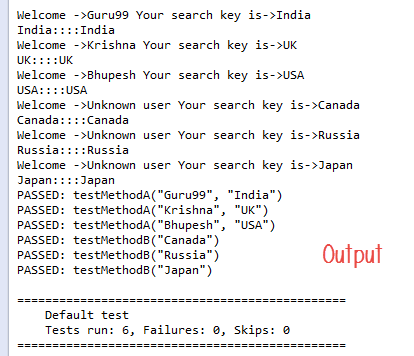 Welcome ->Guru99 Your search key is->India
India::::India
Welcome ->Krishna Your search key is->UK
UK::::UK
Welcome ->Bhupesh Your search key is->USA
USA::::USA
Welcome ->Unknown user Your search key is->Canada
Canada::::Canada
Welcome ->Unknown user Your search key is->Russia
Russia::::Russia
Welcome ->Unknown user Your search key is->Japan
Japan::::Japan
PASSED: testMethodA("Guru99", "India")
PASSED: testMethodA("Krishna", "UK")
PASSED: testMethodA("Bhupesh", "USA")
PASSED: testMethodB("Canada")
PASSED: testMethodB("Russia")
PASSED: testMethodB("Japan")
Output
===============================================
Default test
Tests run: 6, Failures: 0, Skips: 0
===============================================